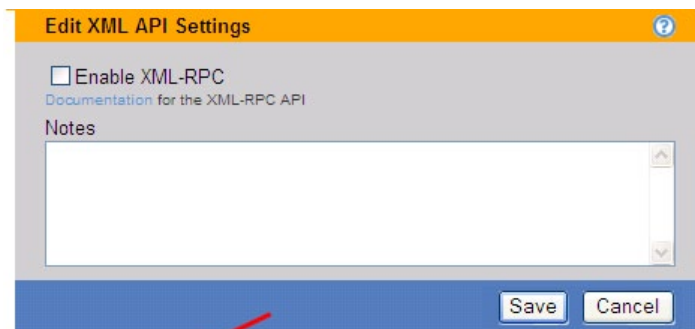 Edit XML API Settings ?
Enable XML-RPC
Documentation for the XML-RPC API
Notes
Save Cancel